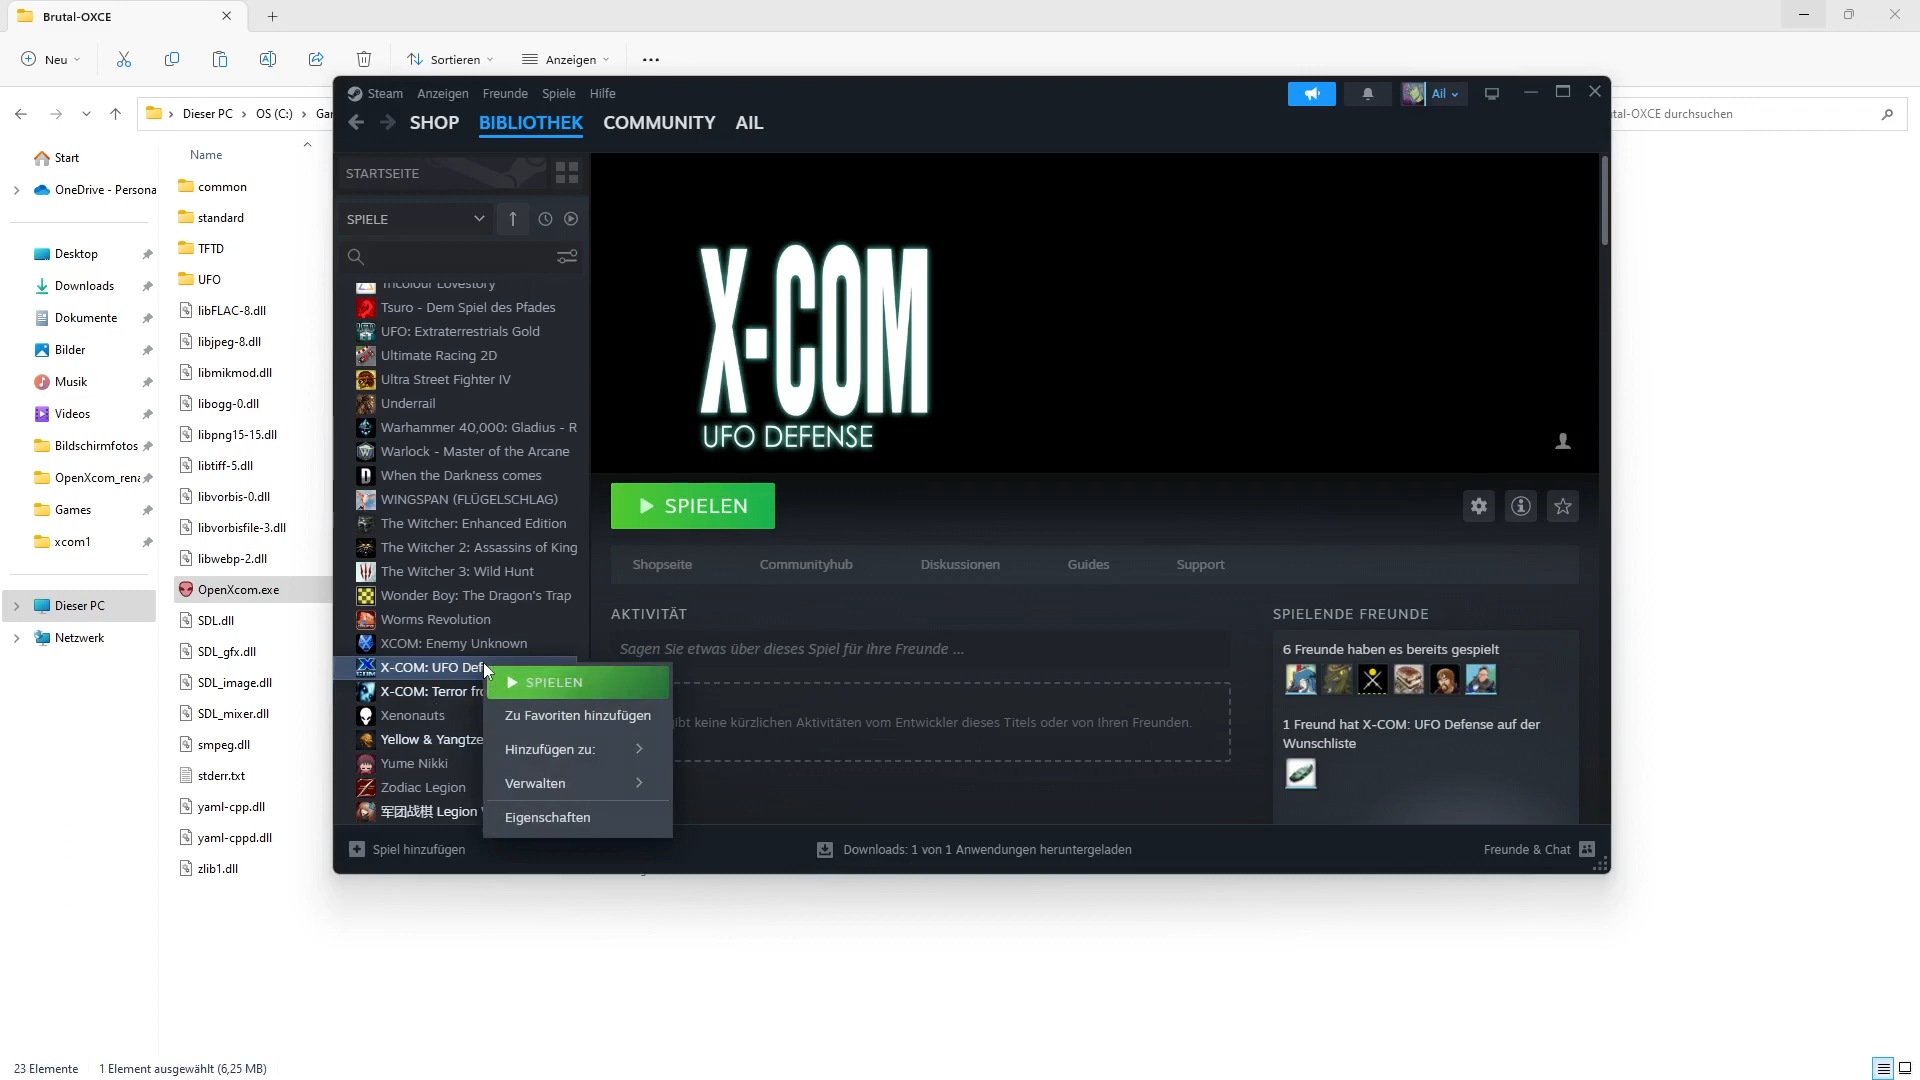 Brutal-OXCE
Neu
Sortieren
Anzeigen
Dieser PC
OS (C:)
OXCE durchsuchen
Start
OneDrive - Persona
Desktop
Downloads
Dokumente
Bilder
Musik
Videos
Bildschirmfotos
OpenXcom_rena
Games
xcom1
Dieser PC
Netzwerk
Name
common
standard
TFTD
UFO
libFLAC-8.dll
libjpeg-8.dll
libmikmod.dll
libogg-0.dll
libpng15-15.dll
libtiff-5.dll
libvorbis-0.dll
libvorbisfile-3.dll
libwebp-2.dll
OpenXcom.exe
SDL.dll
SDL_gfx.dll
SDL_image.dll
SDL_mixer.dll
smpeg.dll
stderr.txt
yaml-cpp.dll
yaml-cppd.dll
zlib1.dll
Steam Anzeigen Freunde Spiele Hilfe
Ail
SHOP BIBLIOTHEK COMMUNITY AIL
STARTSEITE
SPIELE
Tricolour Lovestory
Tsuro - Dem Spiel des Pfades
UFO: Extraterrestrials Gold
Ultimate Racing 2D
Ultra Street Fighter IV
Underrail
Warhammer 40,000: Gladius - R
Warlock - Master of the Arcane
When the Darkness comes
WINGSPAN (FLÜGELSCHLAG)
The Witcher: Enhanced Edition
The Witcher 2: Assassins of King
The Witcher 3: Wild Hunt
Wonder Boy: The Dragon's Trap
Worms Revolution
XCOM: Enemy Unknown
X-COM: UFO Def
X-COM: Terror fro
Xenonauts
Yellow & Yangtze
Yume Nikki
Zodiac Legion
军团战棋 Legion
SPIELEN
Zu Favoriten hinzufügen
Hinzufügen zu:
Verwalten
Eigenschaften
X-COM
UFO DEFENSE
SPIELEN
Shopseite Communityhub Diskussionen Guides Support
AKTIVITÄT
Sagen Sie etwas über dieses Spiel für Ihre Freunde ...
ibt keine kürzlichen Aktivitäten vom Entwickler dieses Titels oder von Ihren Freunden.
SPIELENDE FREUNDE
6 Freunde haben es bereits gespielt
1 Freund hat X-COM: UFO Defense auf der
Wunschliste
Spiel hinzufügen
Downloads: 1 von 1 Anwendungen heruntergeladen
Freunde & Chat
23 Elemente 1 Element ausgewählt (6,25 MB)